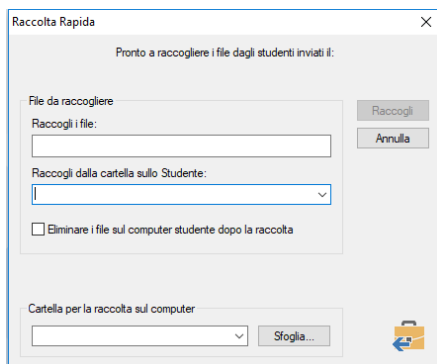 Raccolta Rapida
Pronto a raccogliere i file dagli studenti inviati il:
File da raccogliere
Raccogli i file:
Raccogli
Annulla
Raccogli dalla cartella sullo Studente:
Eliminare i file sul computer studente dopo la raccolta
Cartella per la raccolta sul computer
Sfoglia...